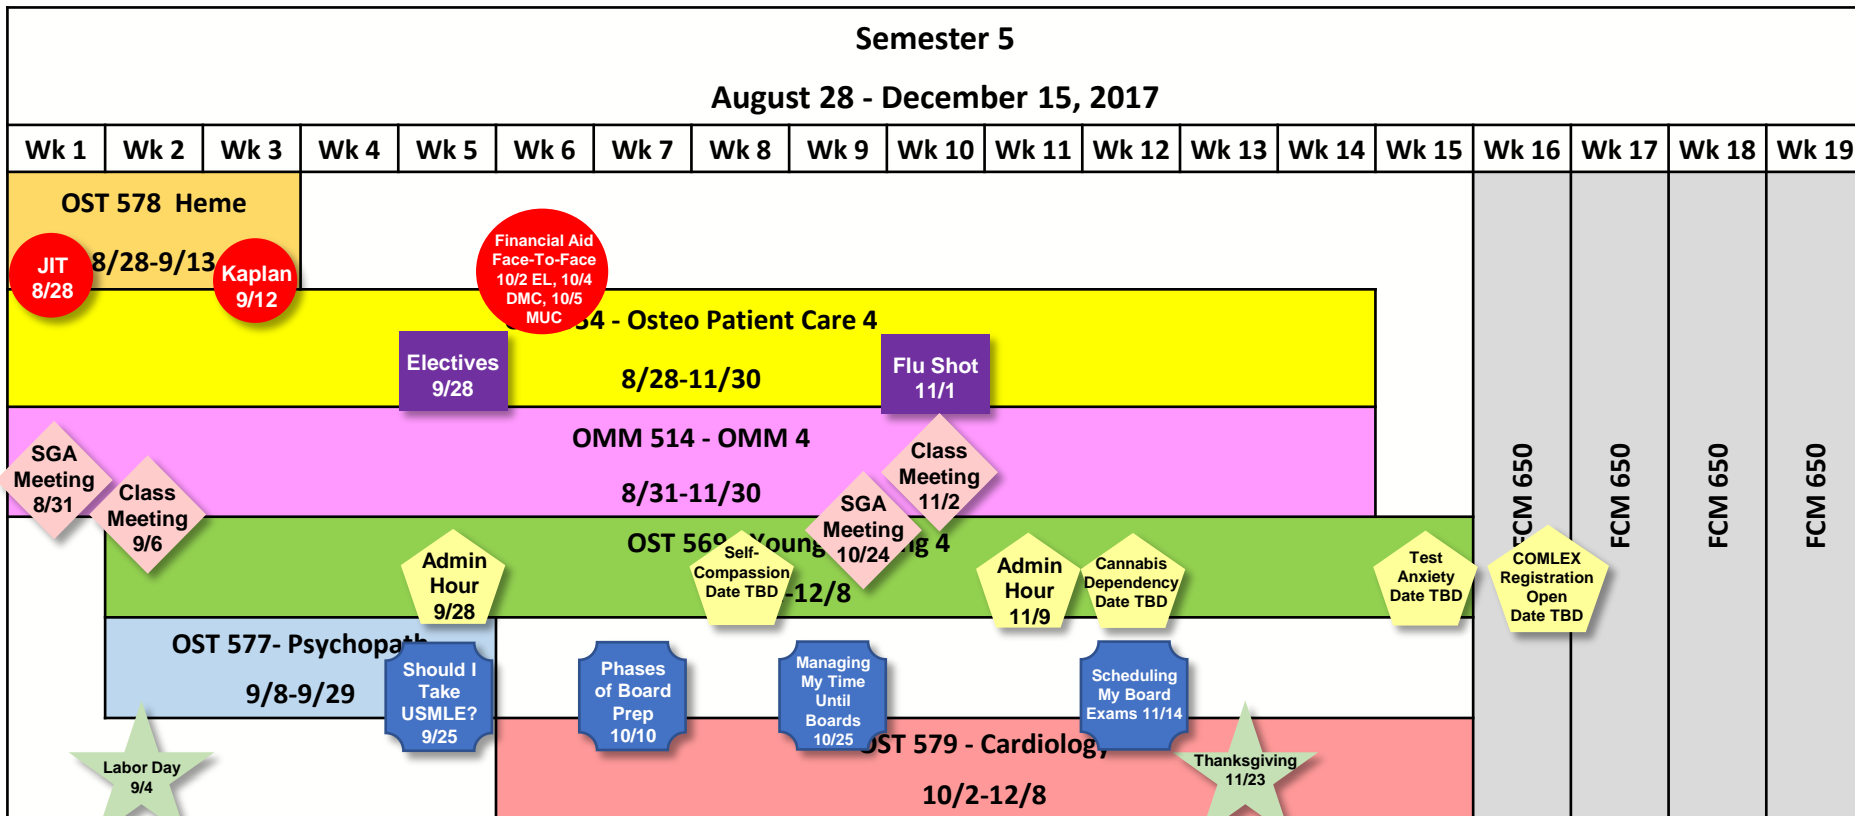 Semester 5
August 28 - December 15, 2017
Wk 1 Wk 2 Wk 3 Wk 4 Wk 5 Wk 6 Wk 7 Wk 8 Wk 9 Wk 10 Wk 11 Wk 12 Wk 13 Wk 14 Wk 15 Wk 16 Wk 17 Wk 18 Wk 19
OST 578 Heme
8/28-9/13
JIT
8/28
Kaplan
9/12
Financial Aid
Face-To-Face
10/2 EL, 10/4
DMC, 10/5
MUC
- Osteo Patient Care 4
8/28-11/30
Electives
9/28
Flu Shot
11/1
OMM 514 - OMM 4
8/31-11/30
SGA
Meeting
8/31
Class
Meeting
9/6
SGA
Meeting
10/24
Class
Meeting
11/2
OST 569 Young 4
-12/8
Admin
Hour
9/28
Self-
Compassion
Date TBD
Admin
Hour
11/9
Cannabis
Dependency
Date TBD
Test
Anxiety
Date TBD
COMLEX
Registration
Open
Date TBD
FCM 650
FCM 650
FCM 650
FCM 650
OST 577- Psychopath
9/8-9/29
Should I
Take
USMLE?
9/25
Phases
of Board
Prep
10/10
Managing
My Time
Until
Boards
10/25
Scheduling
My Board
Exams 11/14
OST 579 - Cardiology
10/2-12/8
Labor Day
9/4
Thanksgiving
11/23